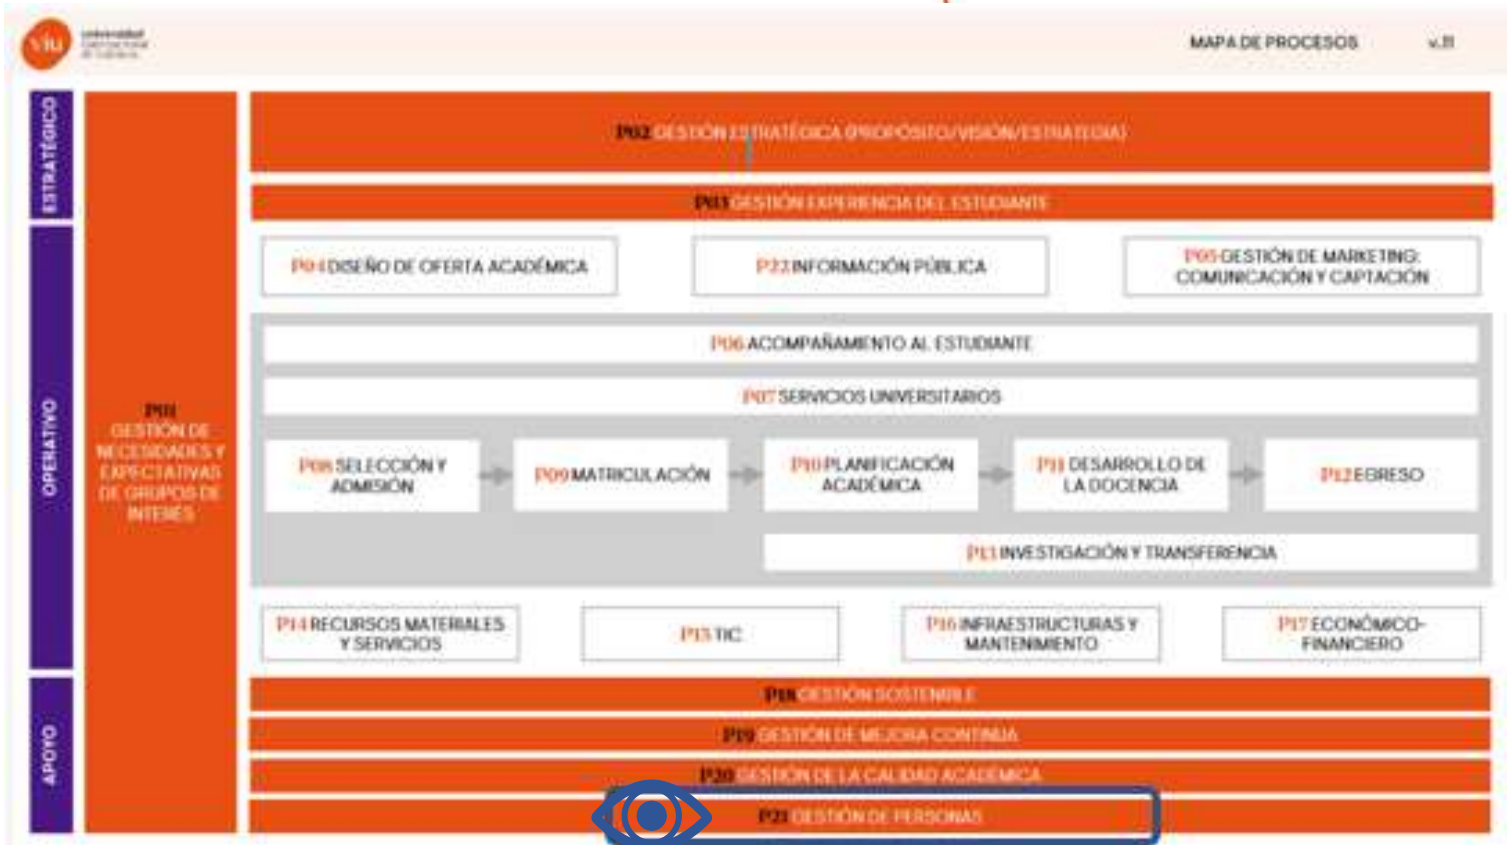 viu
universidad
MAPA DE PROCESOS
v.11
ESTRATÉGICO
OPERATIVO
APOYO
P01
GESTIÓN DE
NECESIDADES Y
EXPECTATIVAS
DE GRUPOS DE
INTERÉS
P02 GESTIÓN ESTRATÉGICA (PROPÓSITO/VISIÓN/ESTRATEGIA)
P03 GESTIÓN EXPERIENCIA DEL ESTUDIANTE
P04 DISEÑO DE OFERTA ACADÉMICA
P22 INFORMACIÓN PÚBLICA
P05 GESTIÓN DE MARKETING:
COMUNICACIÓN Y CAPTACIÓN
P06 ACOMPAÑAMIENTO AL ESTUDIANTE
P07 SERVICIOS UNIVERSITARIOS
P08 SELECCIÓN Y
ADMISIÓN
P09 MATRICULACIÓN
P10 PLANIFICACIÓN
ACADÉMICA
P11 DESARROLLO DE
LA DOCENCIA
P12 EGRESO
P13 INVESTIGACIÓN Y TRANSFERENCIA
P14 RECURSOS MATERIALES
Y SERVICIOS
P15 TIC
P16 INFRAESTRUCTURAS Y
MANTENIMIENTO
P17 ECONÓMICO-
FINANCIERO
P18 GESTIÓN SOSTENIBLE
P19 GESTIÓN DE MEJORA CONTINUA
P20 GESTIÓN DE LA CALIDAD ACADÉMICA
P21 GESTIÓN DE PERSONAS